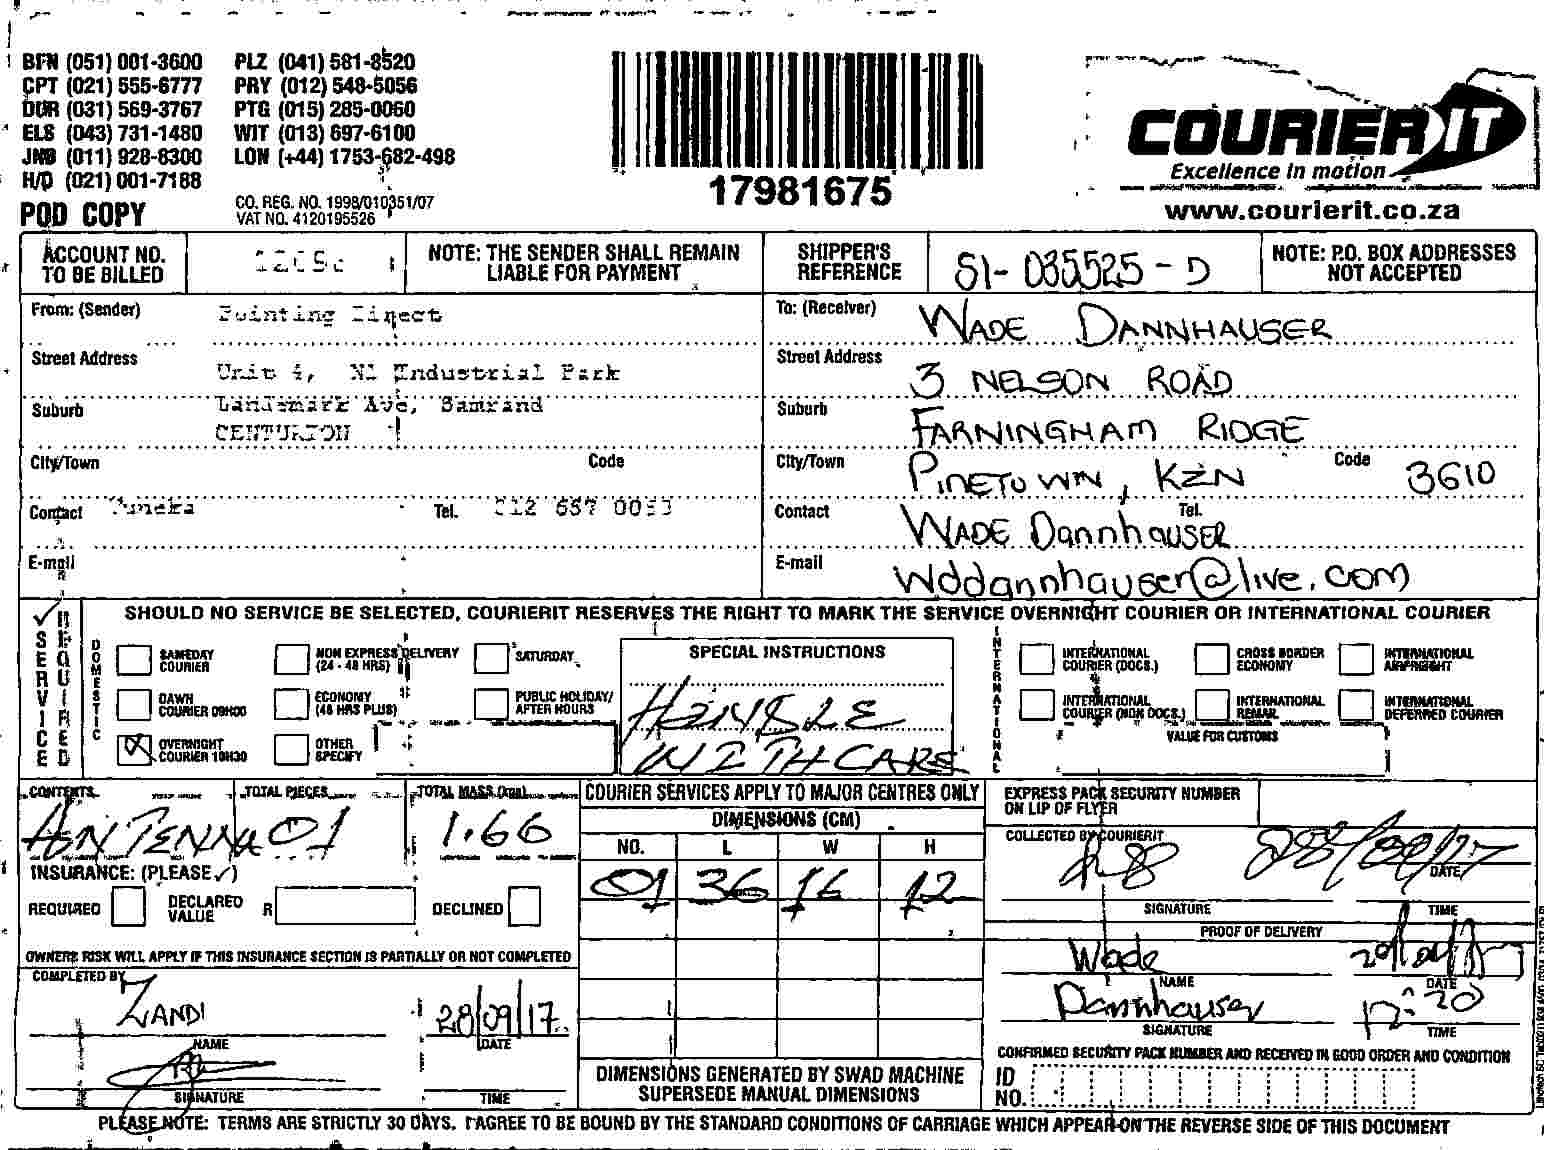 BFN (051) 001-3600 PLZ (041) 581-8520
CPT (021) 555-6777 PRY (012) 548-5056
DUR (031) 569-3767 PTG (015) 285-0060
ELS (043) 731-1480 WIT (013) 697-6100
JNB (011) 928-8300 LON (+44) 1753-682-498
H/O (021) 001-7188
POD COPY
CO. REG. NO. 1998/010351/07
VAT NO. 4120195526
17981675
COURIER IT
Excellence in motion
www.courierit.co.za
ACCOUNT NO. TO BE BILLED
NOTE: THE SENDER SHALL REMAIN LIABLE FOR PAYMENT
SHIPPER'S REFERENCE SI-035525-D
NOTE: P.O. BOX ADDRESSES NOT ACCEPTED
From: (Sender) Pointing Direct
Street Address Unit 4, N1 Industrial Park
Suburb Landsmark Ave, Samrand
CENTURION
City/Town Code
Contact Tel. 012 657 0093
E-mail
To: (Receiver) WADE DANNHAUSER
Street Address 3 NELSON ROAD
Suburb FARNINGHAM RIDGE
City/Town PINETOWN, KZN Code 3610
Contact WADE Dannhauser Tel.
E-mail wddannhauser@live.com
SERVICE REQUIRED
SHOULD NO SERVICE BE SELECTED, COURIERIT RESERVES THE RIGHT TO MARK THE SERVICE OVERNIGHT COURIER OR INTERNATIONAL COURIER
DOMESTIC
SAMEDAY COURIER
NON EXPRESS DELIVERY (24 - 48 HRS)
SATURDAY
DAWN COURIER 09H00
ECONOMY (48 HRS PLUS)
PUBLIC HOLIDAY/ AFTER HOURS
OVERNIGHT COURIER 10H30
OTHER SPECIFY
SPECIAL INSTRUCTIONS
HENSLE
WITH CARE
INTERNATIONAL
INTERNATIONAL COURIER (DOCS.)
CROSS BORDER ECONOMY
INTERNATIONAL AIRFREIGHT
INTERNATIONAL COURIER (NON DOCS.)
INTERNATIONAL REMAIL
INTERNATIONAL DEFERRED COURIER
VALUE FOR CUSTOMS
CONTENTS TOTAL PIECES TOTAL MASS (kgs)
ANTENNA 01 1.66
INSURANCE: (PLEASE ✓)
REQUIRED DECLARED VALUE R DECLINED
OWNERS RISK WILL APPLY IF THIS INSURANCE SECTION IS PARTIALLY OR NOT COMPLETED
COMPLETED BY
ZANDI 28/09/17
NAME DATE
SIGNATURE TIME
COURIER SERVICES APPLY TO MAJOR CENTRES ONLY
DIMENSIONS (CM)
NO. L W H
01 36 16 12
DIMENSIONS GENERATED BY SWAD MACHINE
SUPERSEDE MANUAL DIMENSIONS
EXPRESS PACK SECURITY NUMBER ON LIP OF FLYER
COLLECTED BY COURIERIT
28/09/17
DATE
SIGNATURE TIME
PROOF OF DELIVERY
Wade
NAME DATE
Dannhauser 12:20
SIGNATURE TIME
CONFIRMED SECURITY PACK NUMBER AND RECEIVED IN GOOD ORDER AND CONDITION
ID NO.
PLEASE NOTE: TERMS ARE STRICTLY 30 DAYS. I AGREE TO BE BOUND BY THE STANDARD CONDITIONS OF CARRIAGE WHICH APPEAR ON THE REVERSE SIDE OF THIS DOCUMENT